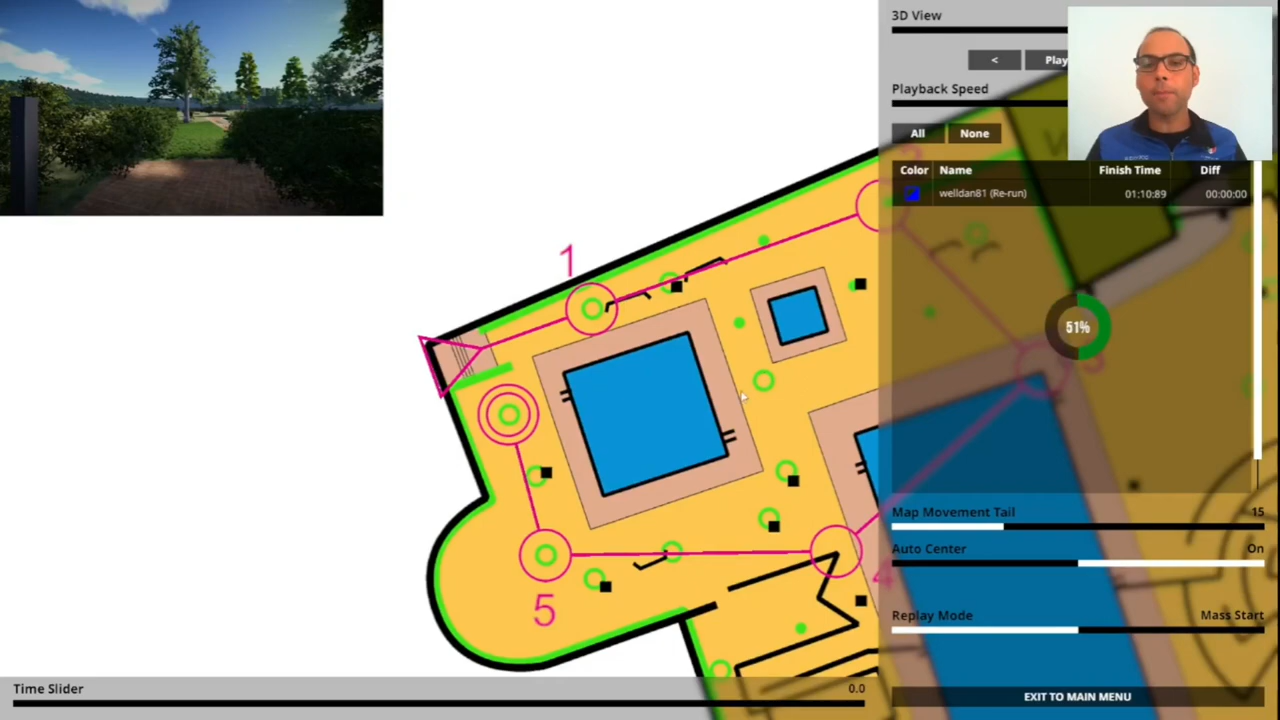 3D View
<
Play
Playback Speed
All
None
Color Name Finish Time Diff
welldan81 (Re-run) 01:10:89 00:00:00
1
51%
Map Movement Tail 15
Auto Center On
4
5
Replay Mode Mass Start
Time Slider 0.0
EXIT TO MAIN MENU